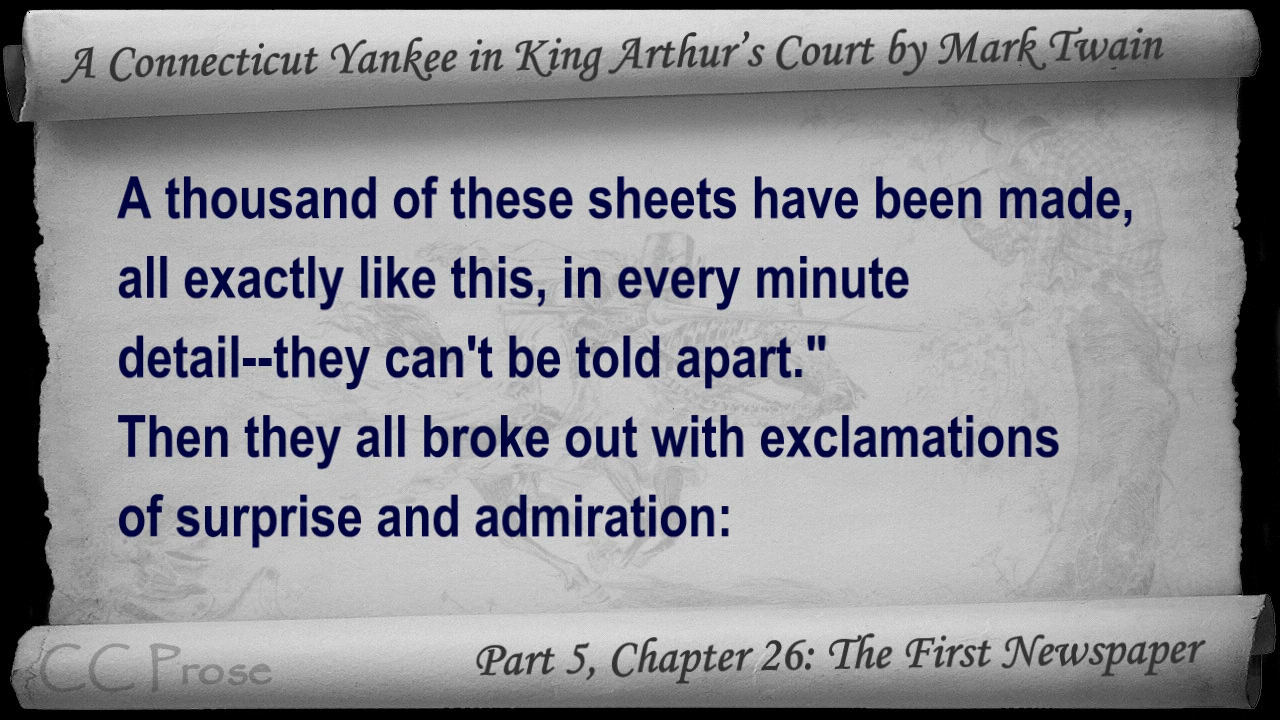 A Connecticut Yankee in King Arthur's Court by Mark Twain
A thousand of these sheets have been made,
all exactly like this, in every minute
detail--they can't be told apart."
Then they all broke out with exclamations
of surprise and admiration:
CC Prose
Part 5, Chapter 26: The First Newspaper